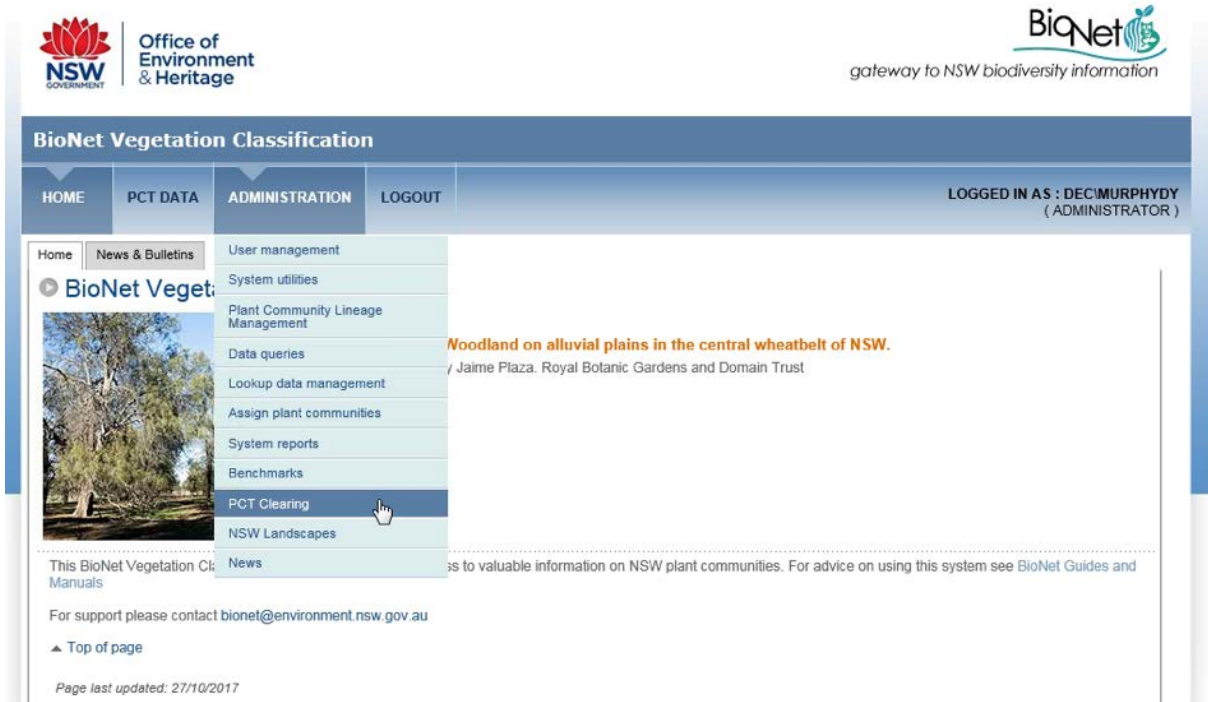 NSW
GOVERNMENT
Office of
Environment
& Heritage
BioNet
gateway to NSW biodiversity information
BioNet Vegetation Classification
HOME PCT DATA ADMINISTRATION LOGOUT
LOGGED IN AS : DEC\MURPHYDY
( ADMINISTRATOR )
Home News & Bulletins
BioNet Veget
User management
System utilities
Plant Community Lineage
Management
Data queries
Lookup data management
Assign plant communities
System reports
Benchmarks
PCT Clearing
NSW Landscapes
News
Woodland on alluvial plains in the central wheatbelt of NSW.
y Jaime Plaza. Royal Botanic Gardens and Domain Trust
This BioNet Vegetation Cl ss to valuable information on NSW plant communities. For advice on using this system see BioNet Guides and
Manuals
For support please contact bionet@environment.nsw.gov.au
Top of page
Page last updated: 27/10/2017